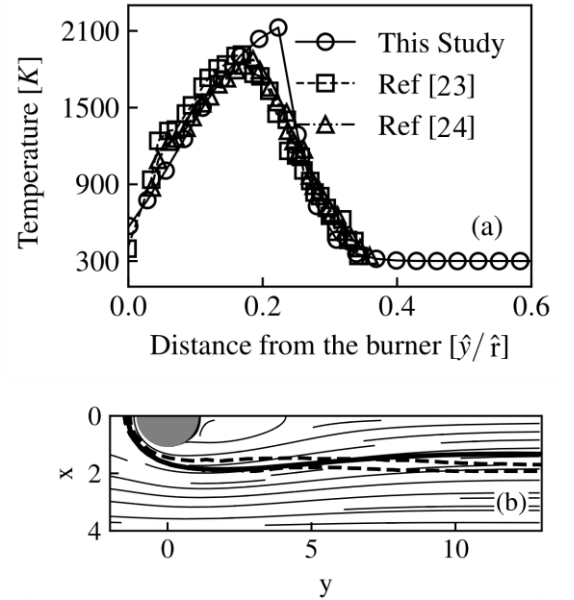 2100
1500
900
300
Temperature [K]
This Study
Ref [23]
Ref [24]
(a)
0.0
0.2
0.4
0.6
Distance from the burner [ŷ/r̂]
0
2
4
x
(b)
0
5
10
y